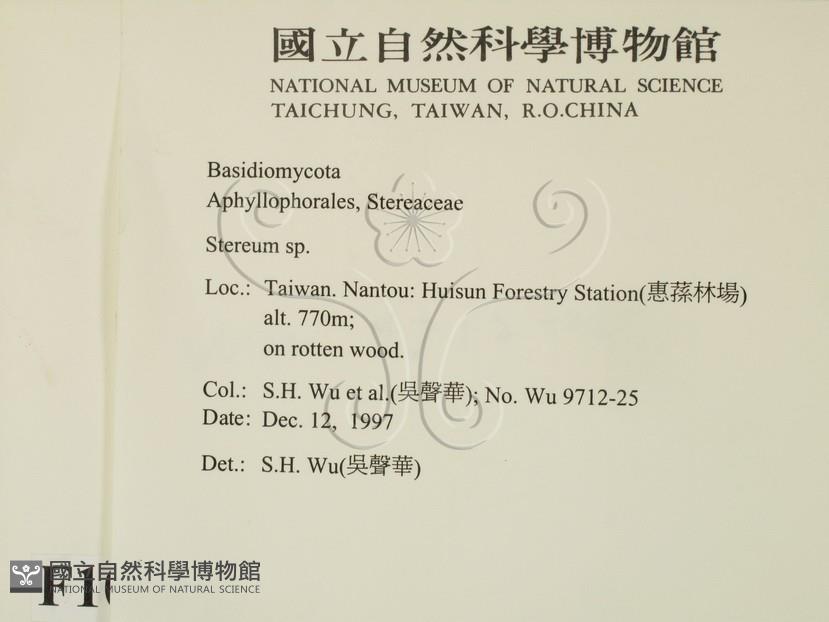 國立自然科學博物館
NATIONAL MUSEUM OF NATURAL SCIENCE
TAICHUNG, TAIWAN, R.O.CHINA
Basidiomycota
Aphyllophorales, Stereaceae
Stereum sp.
Loc.: Taiwan. Nantou: Huisun Forestry Station(惠蓀林場)
alt. 770m;
on rotten wood.
Col.: S.H. Wu et al.(吳聲華); No. Wu 9712-25
Date: Dec. 12, 1997
Det.: S.H. Wu(吳聲華)
國立自然科學博物館
NATIONAL MUSEUM OF NATURAL SCIENCE